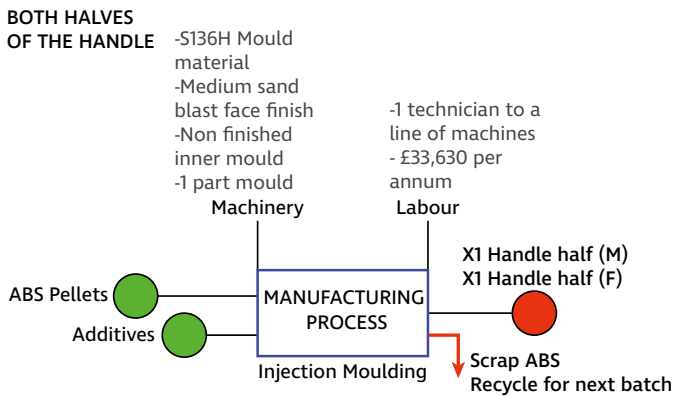 BOTH HALVES
OF THE HANDLE
-S136H Mould
material
-Medium sand
blast face finish
-Non finished
inner mould
-1 part mould
Machinery
-1 technician to a
line of machines
- £33,630 per
annum
Labour
X1 Handle half (M)
X1 Handle half (F)
ABS Pellets
Additives
MANUFACTURING
PROCESS
Injection Moulding
Scrap ABS
Recycle for next batch